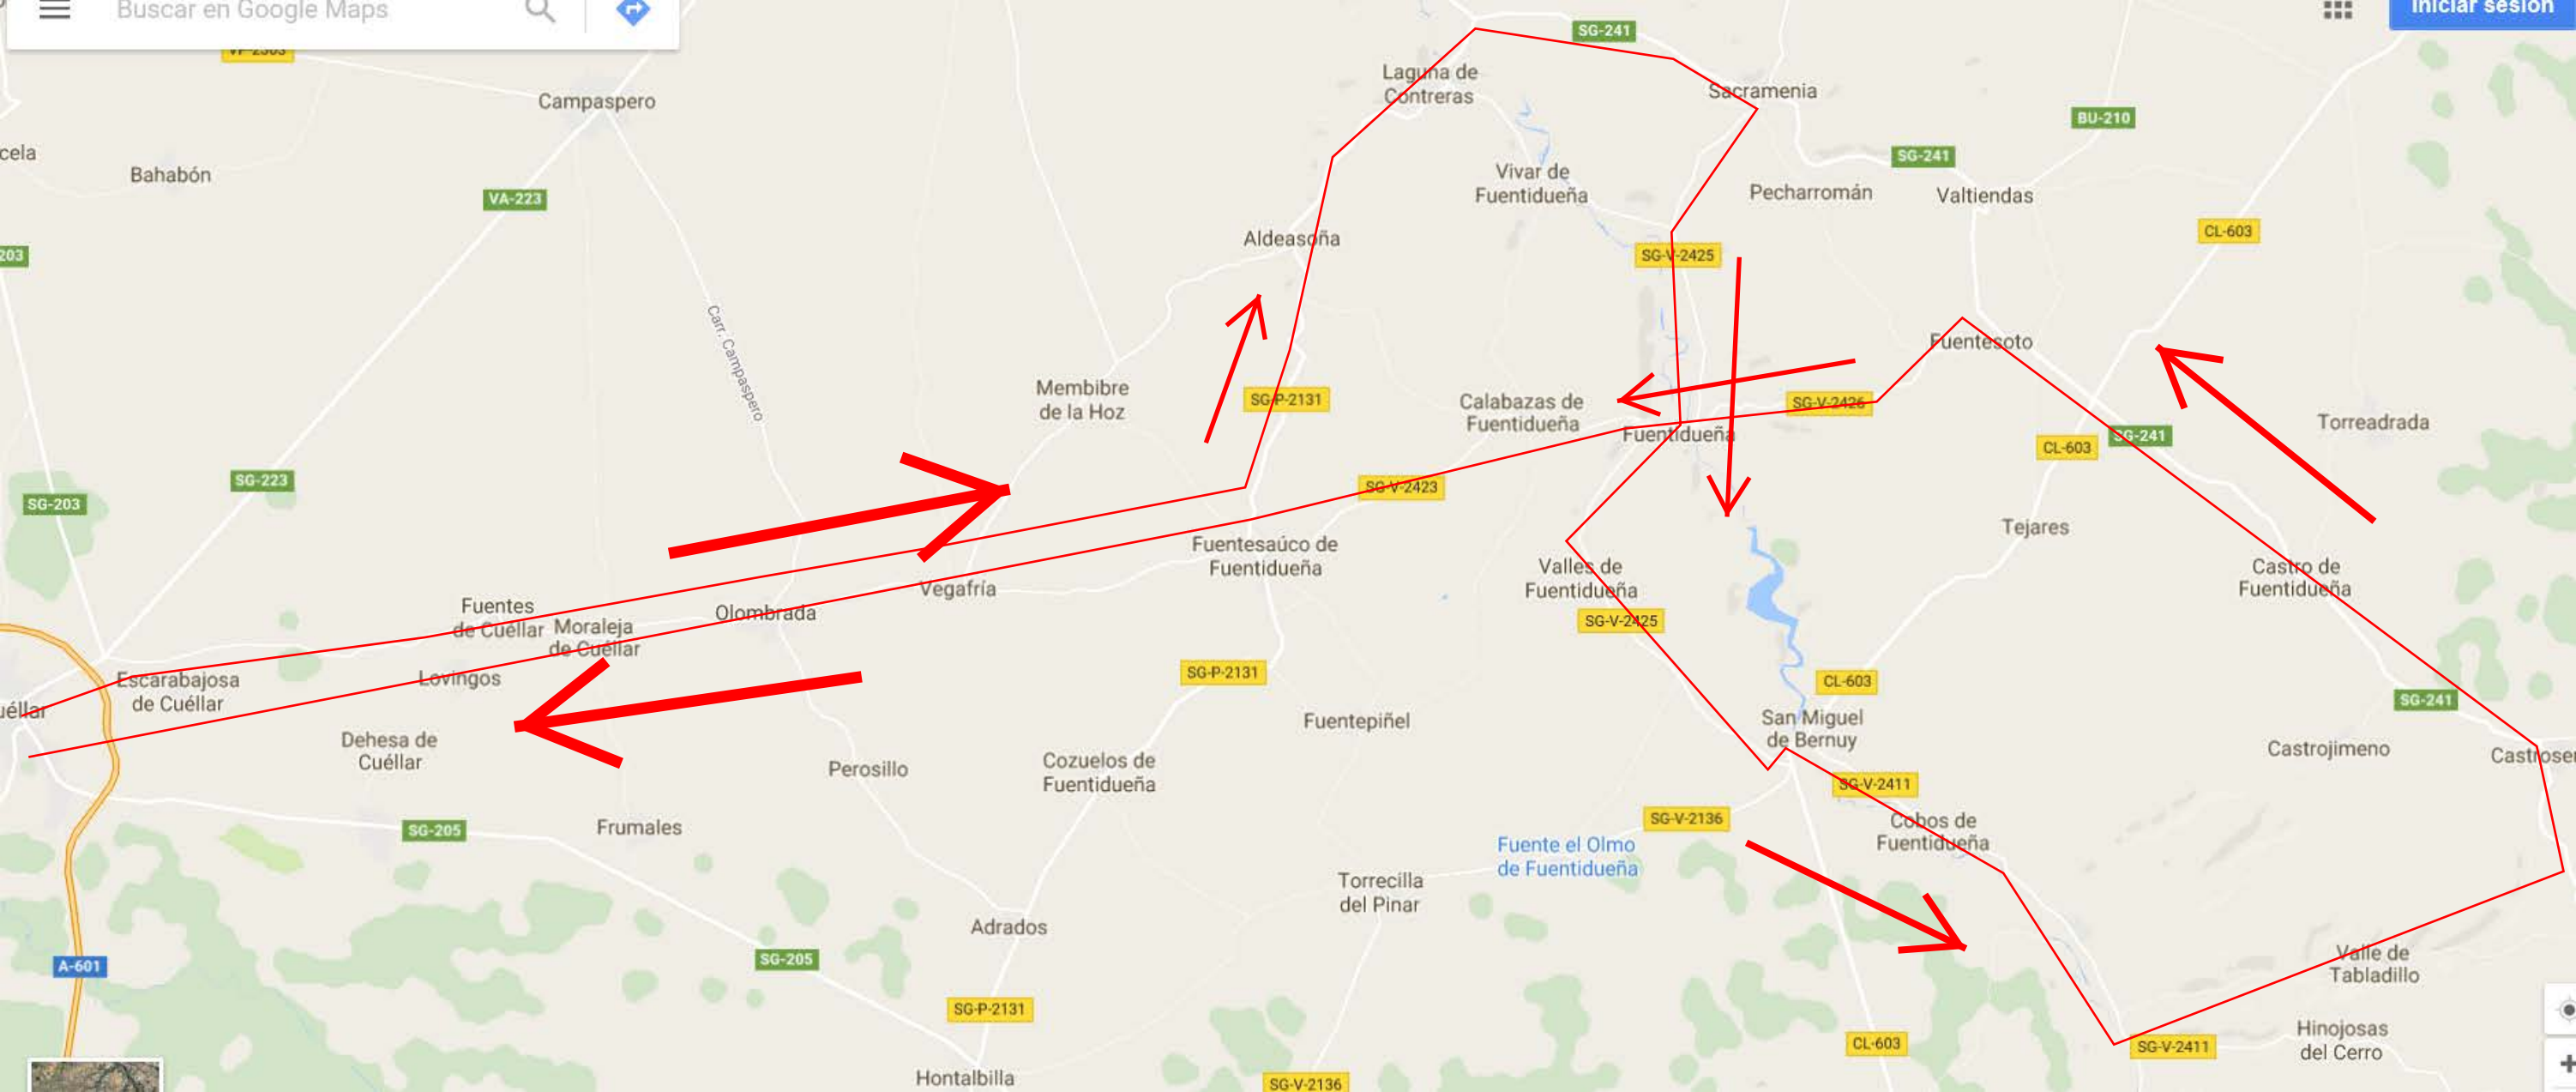 Buscar en Google Maps
Iniciar sesión
SG-241
VP-2303
Laguna de
Contreras
Sacramenia
Campaspero
BU-210
cela
SG-241
Bahabón
Vivar de
Fuentidueña
Pecharromán
Valtiendas
VA-223
CL-603
Aldeasoña
203
SG-V-2425
Carr. Campaspero
Fuentesoto
Membibre
de la Hoz
SG-P-2131
Calabazas de
Fuentidueña
SG-V-2426
Torreadrada
Fuentidueña
SG-241
CL-603
SG-223
SG-V-2423
SG-203
Tejares
Fuentesaúco de
Fuentidueña
Valles de
Fuentidueña
Castro de
Fuentidueña
Vegafría
Fuentes
de Cuéllar
Moraleja
de Cuéllar
Olombrada
SG-V-2425
Escarabajosa
de Cuéllar
Lovingos
SG-P-2131
CL-603
SG-241
uéllar
Fuentepiñel
San Miguel
de Bernuy
Dehesa de
Cuéllar
Castrojimeno
Castroser
Perosillo
Cozuelos de
Fuentidueña
SG-V-2411
SG-205
Frumales
SG-V-2136
Cobos de
Fuentidueña
Fuente el Olmo
de Fuentidueña
Torrecilla
del Pinar
Adrados
SG-205
A-601
Valle de
Tabladillo
SG-P-2131
CL-603
SG-V-2411
Hinojosas
del Cerro
Hontalbilla
SG-V-2136